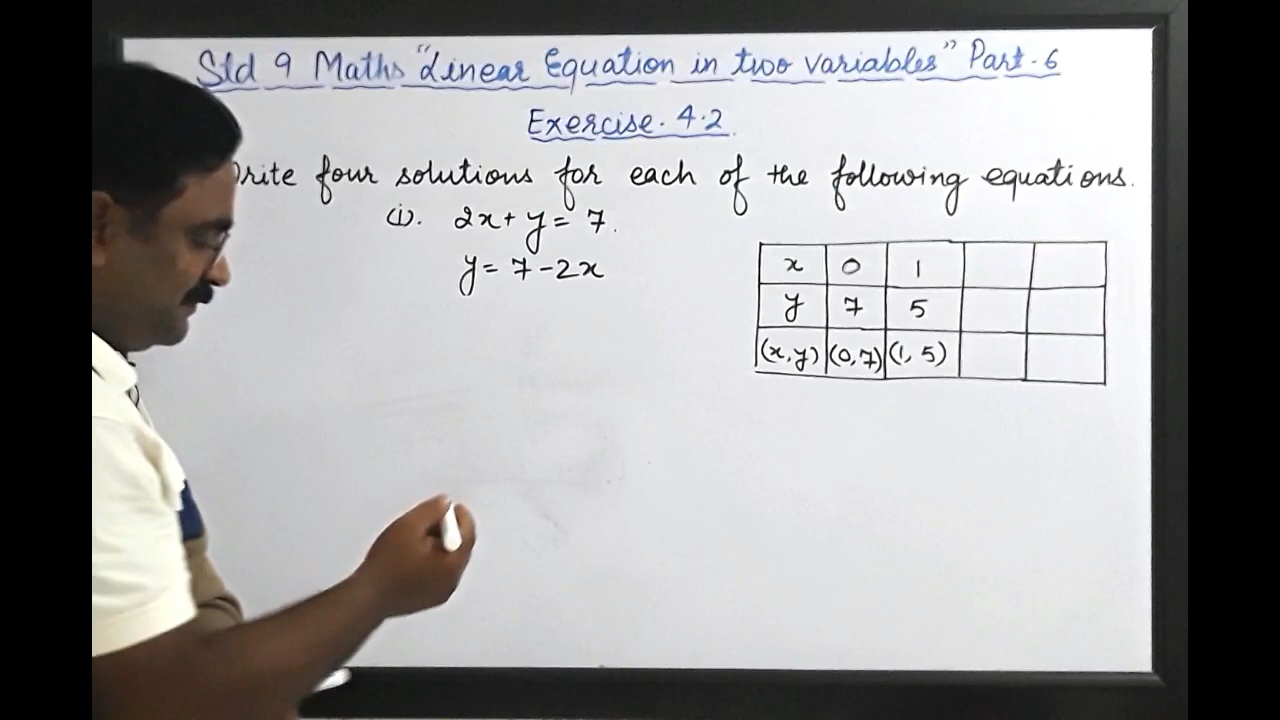 Std 9 Maths "Linear Equation in two variables" Part-6
Exercise. 4.2
four solutions for each of the following equations.
(i). 2x + y = 7.
y = 7 - 2x
x 0 1
y 7 5
(x, y) (0, 7) (1, 5)